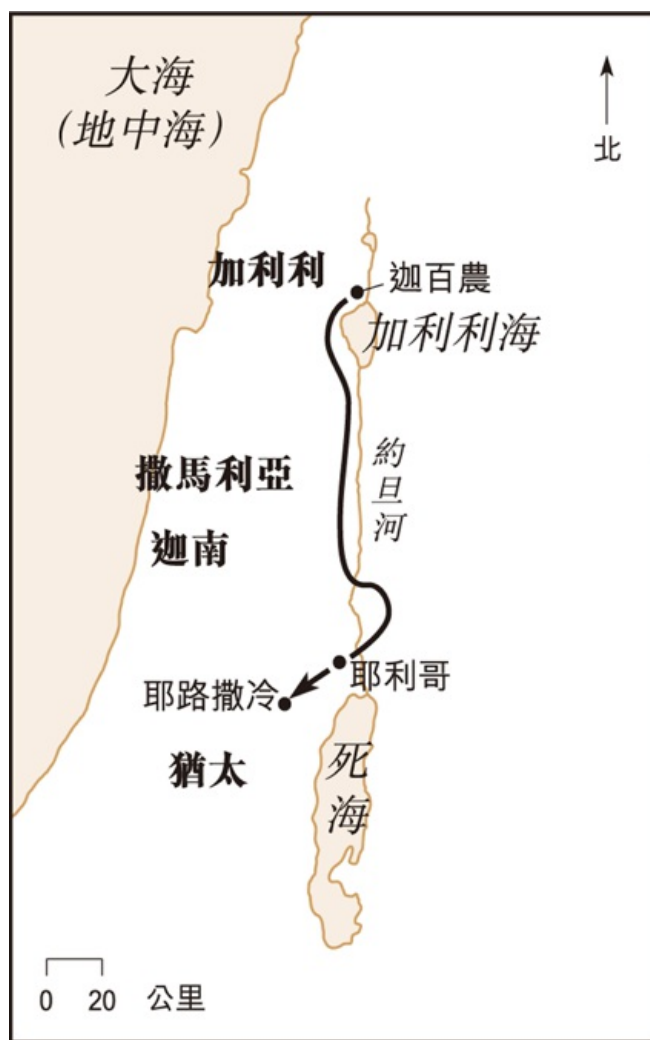 大海
(地中海)
北
加利利
迦百農
加利利海
撒馬利亞
約旦河
迦南
耶利哥
耶路撒冷
猶太
死海
0 20 公里